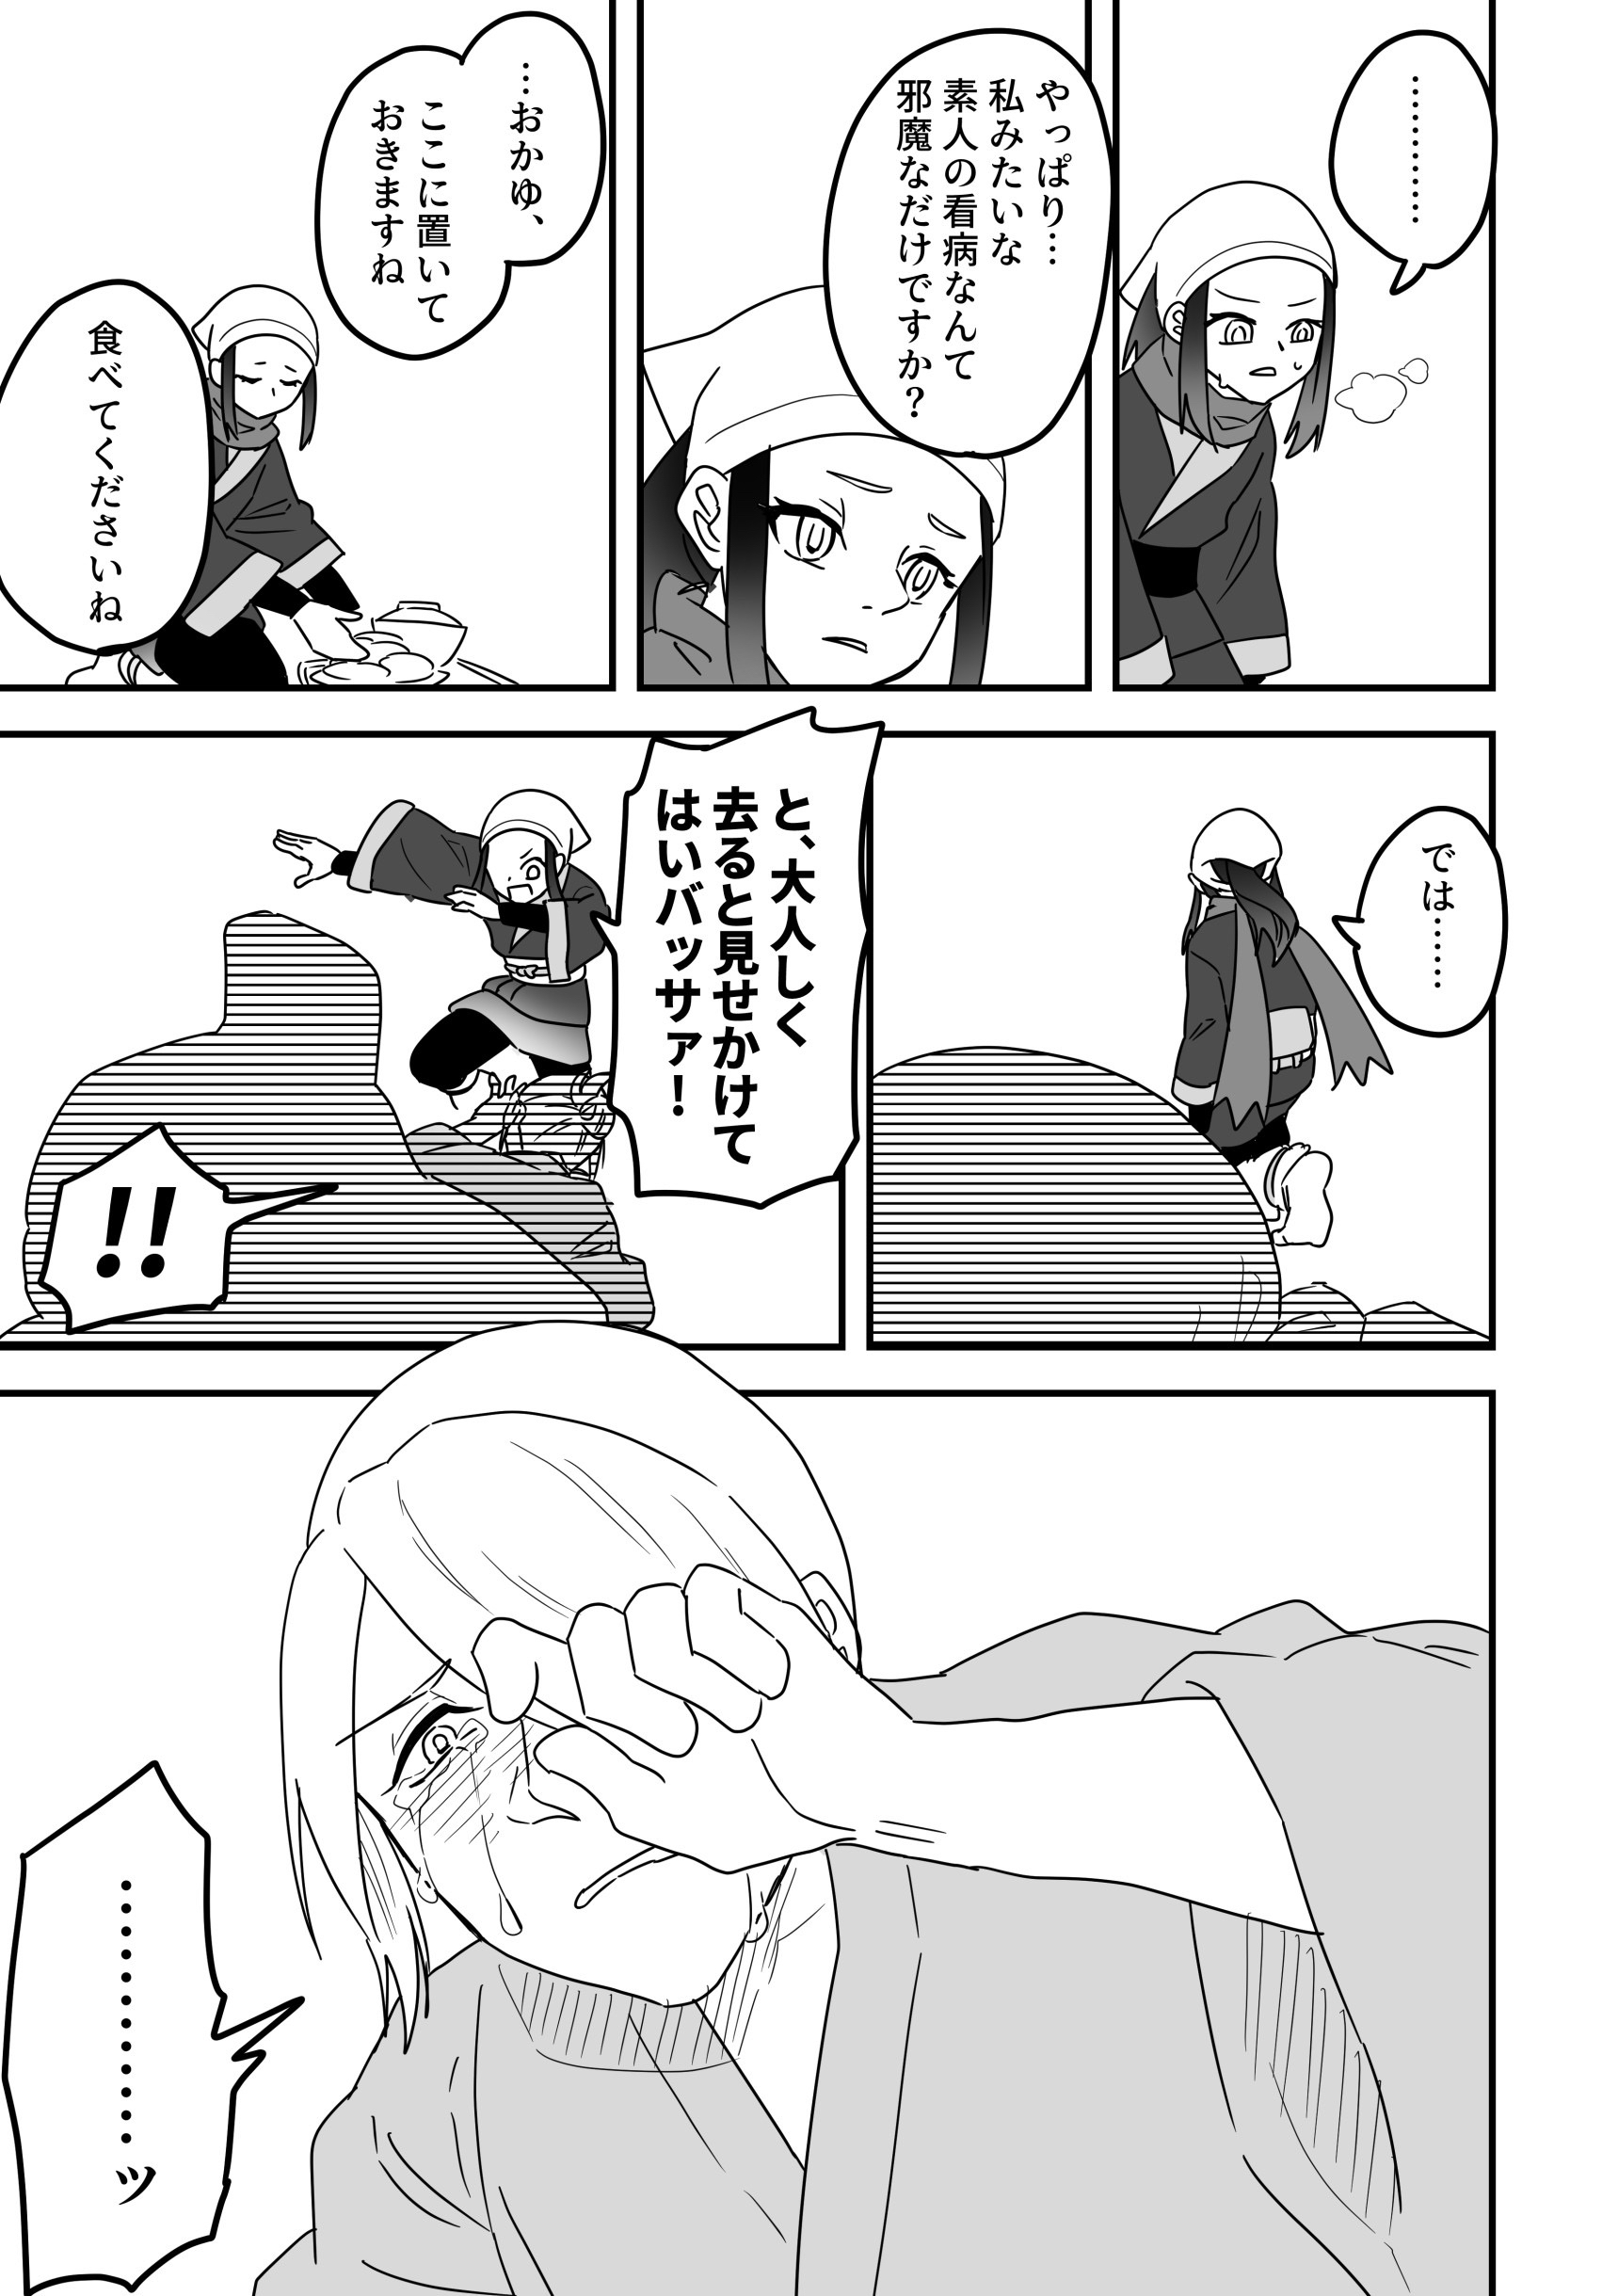 …………
やっぱり…
私みたいな
素人の看病なんて
邪魔なだけですか？
…おかゆ、
ここに置いて
おきますね
食べてくださいね
では……
と、大人しく
去ると見せかけて
はいバッサァ！
!!
…………ッ